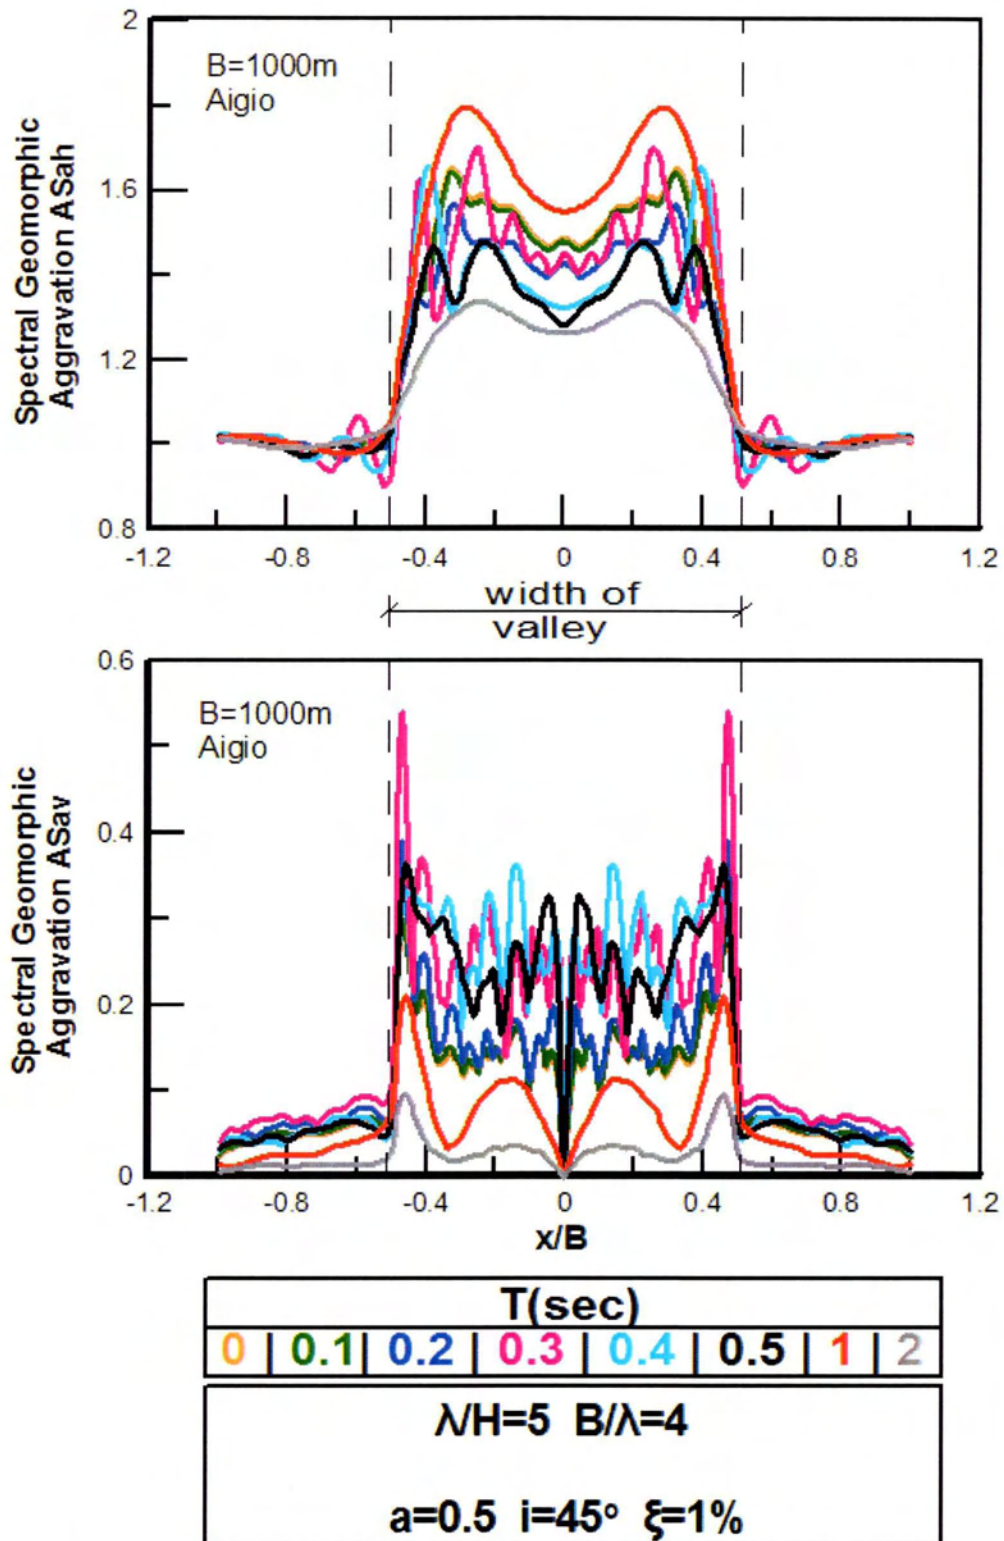 2
B=1000m
Aigio
Spectral Geomorphic
Aggravation ASah
1.6
1.2
0.8
-1.2 -0.8 -0.4 0 0.4 0.8 1.2
width of
valley
0.6
B=1000m
Aigio
Spectral Geomorphic
Aggravation ASav
0.4
0.2
0
-1.2 -0.8 -0.4 0 0.4 0.8 1.2
x/B
T(sec)
0 | 0.1 | 0.2 | 0.3 | 0.4 | 0.5 | 1 | 2
λ/H=5 B/λ=4
a=0.5 i=45° ξ=1%